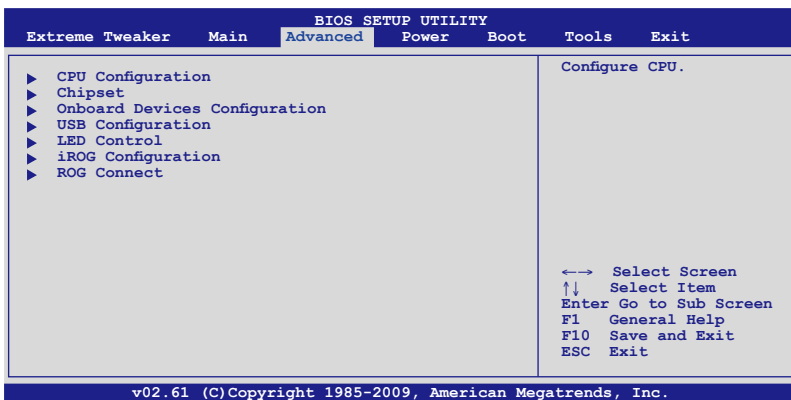 BIOS SETUP UTILITY
Extreme Tweaker Main Advanced Power Boot Tools Exit
▶ CPU Configuration
▶ Chipset
▶ Onboard Devices Configuration
▶ USB Configuration
▶ LED Control
▶ iROG Configuration
▶ ROG Connect
Configure CPU.
←→ Select Screen
↑↓ Select Item
Enter Go to Sub Screen
F1 General Help
F10 Save and Exit
ESC Exit
v02.61 (C)Copyright 1985-2009, American Megatrends, Inc.